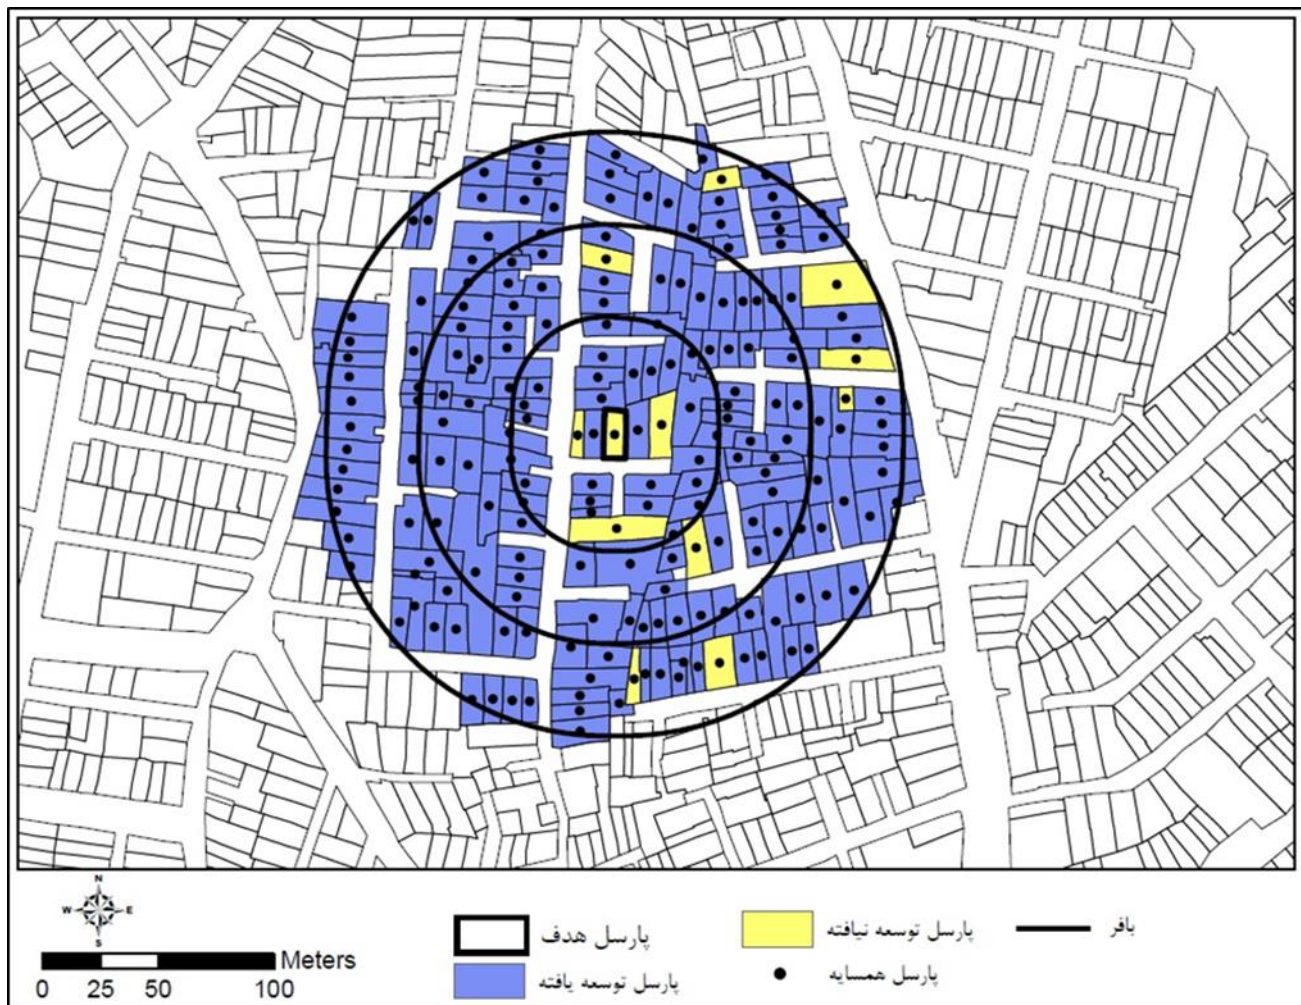 N
W E
S
Meters
0 25 50 100
پارسل هدف
پارسل توسعه یافته
پارسل توسعه نیافته
پارسل همسایه
بافر